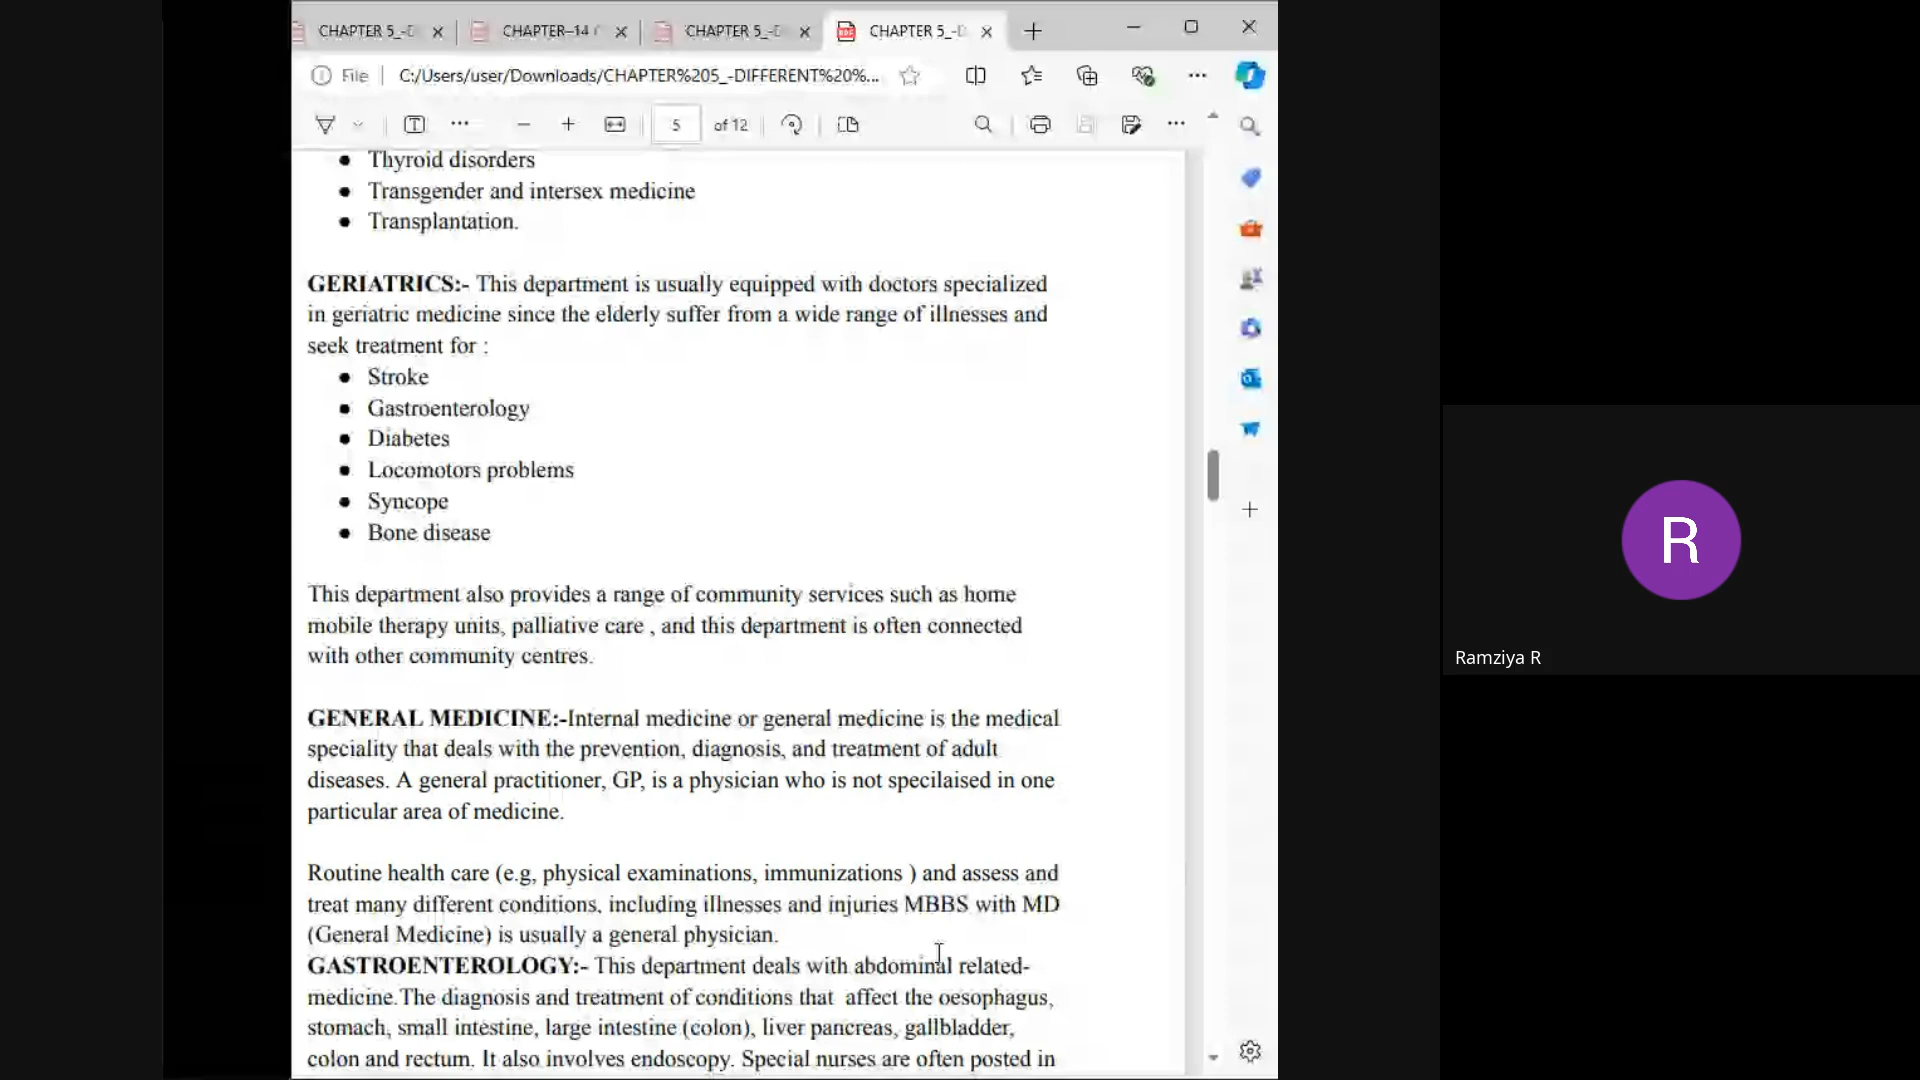 CHAPTER 5_-D
CHAPTER–14 (
CHAPTER 5_-D
CHAPTER 5_-D
File
C:/Users/user/Downloads/CHAPTER%205_-DIFFERENT%20%...
5
of 12
● Thyroid disorders
● Transgender and intersex medicine
● Transplantation.
GERIATRICS:- This department is usually equipped with doctors specialized
in geriatric medicine since the elderly suffer from a wide range of illnesses and
seek treatment for :
● Stroke
● Gastroenterology
● Diabetes
● Locomotors problems
● Syncope
● Bone disease
This department also provides a range of community services such as home
mobile therapy units, palliative care , and this department is often connected
with other community centres.
GENERAL MEDICINE:-Internal medicine or general medicine is the medical
speciality that deals with the prevention, diagnosis, and treatment of adult
diseases. A general practitioner, GP, is a physician who is not specilaised in one
particular area of medicine.
Routine health care (e.g, physical examinations, immunizations ) and assess and
treat many different conditions, including illnesses and injuries MBBS with MD
(General Medicine) is usually a general physician.
GASTROENTEROLOGY:- This department deals with abdominal related-
medicine.The diagnosis and treatment of conditions that affect the oesophagus,
stomach, small intestine, large intestine (colon), liver pancreas, gallbladder,
colon and rectum. It also involves endoscopy. Special nurses are often posted in
R
Ramziya R